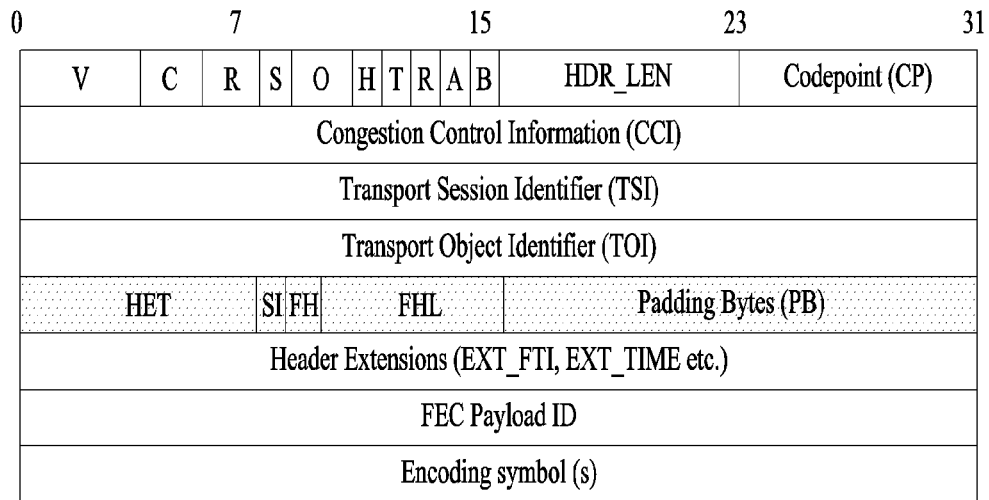 0 7 15 23 31
V C R S O H T R A B HDR_LEN Codepoint (CP)
Congestion Control Information (CCI)
Transport Session Identifier (TSI)
Transport Object Identifier (TOI)
HET SI FH FHL Padding Bytes (PB)
Header Extensions (EXT_FTI, EXT_TIME etc.)
FEC Payload ID
Encoding symbol (s)